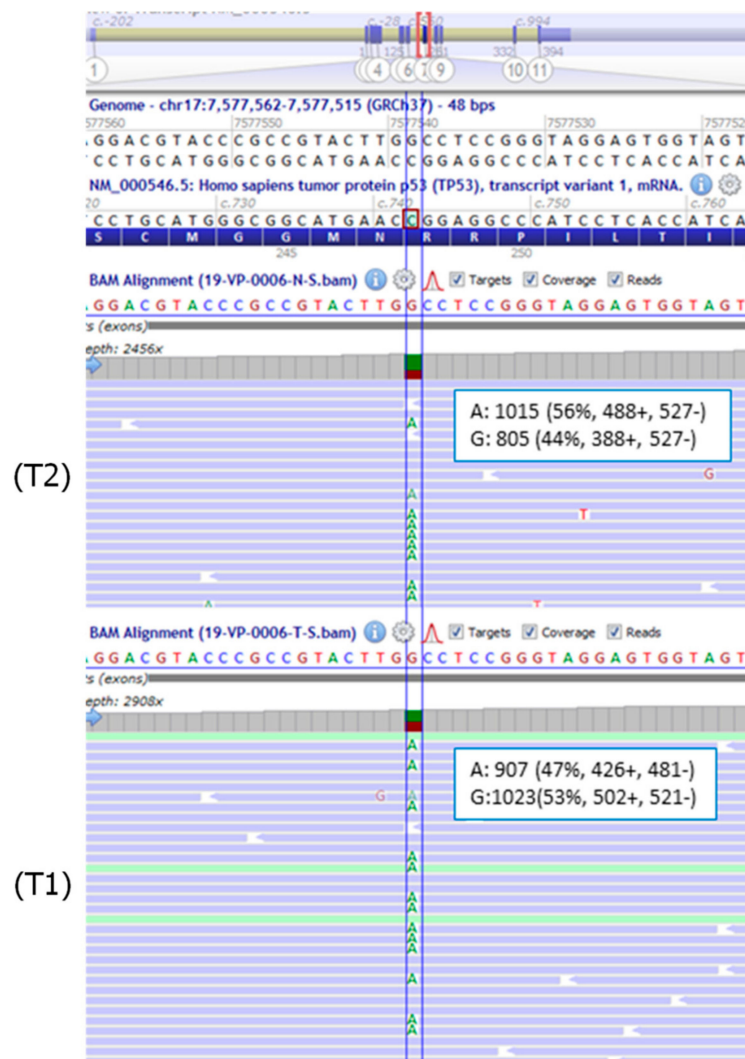 c.-202 c.-28 c.994
332 394
1 4 6 9 10 11
Genome - chr17:7,577,562-7,577,515 (GRCh37) - 48 bps
577560 7577550 7577540 7577530 757752
GGACGTACCCGCCGTACTTGGCCTCCGGGTAGGAGTGGTAGT
CCTGCATGGGCGGCATGAACCGGAGGCCCATCCTCACCATCA
NM_000546.5: Homo sapiens tumor protein p53 (TP53), transcript variant 1, mRNA.
20 c.730 c.740 c.750 c.760
CCTGCATGGGCGGCATGAACCGGAGGCCCATCCTCACCATCA
S C M G G M N R R P I L T I
245 250
BAM Alignment (19-VP-0006-N-S.bam) Targets Coverage Reads
GGACGTACCCGCCGTACTTGGCCTCCGGGTAGGAGTGGTAGT
s (exons)
epth: 2456x
A: 1015 (56%, 488+, 527-)
G: 805 (44%, 388+, 527-)
(T2)
A
G
A
A T
A
A
A
A
A
A
A T
BAM Alignment (19-VP-0006-T-S.bam) Targets Coverage Reads
GGACGTACCCGCCGTACTTGGCCTCCGGGTAGGAGTGGTAGT
s (exons)
epth: 2908x
A
A: 907 (47%, 426+, 481-)
A
G:1023(53%, 502+, 521-)
G A
A
A
A
(T1)
A
A
A
A
A
A
A
A